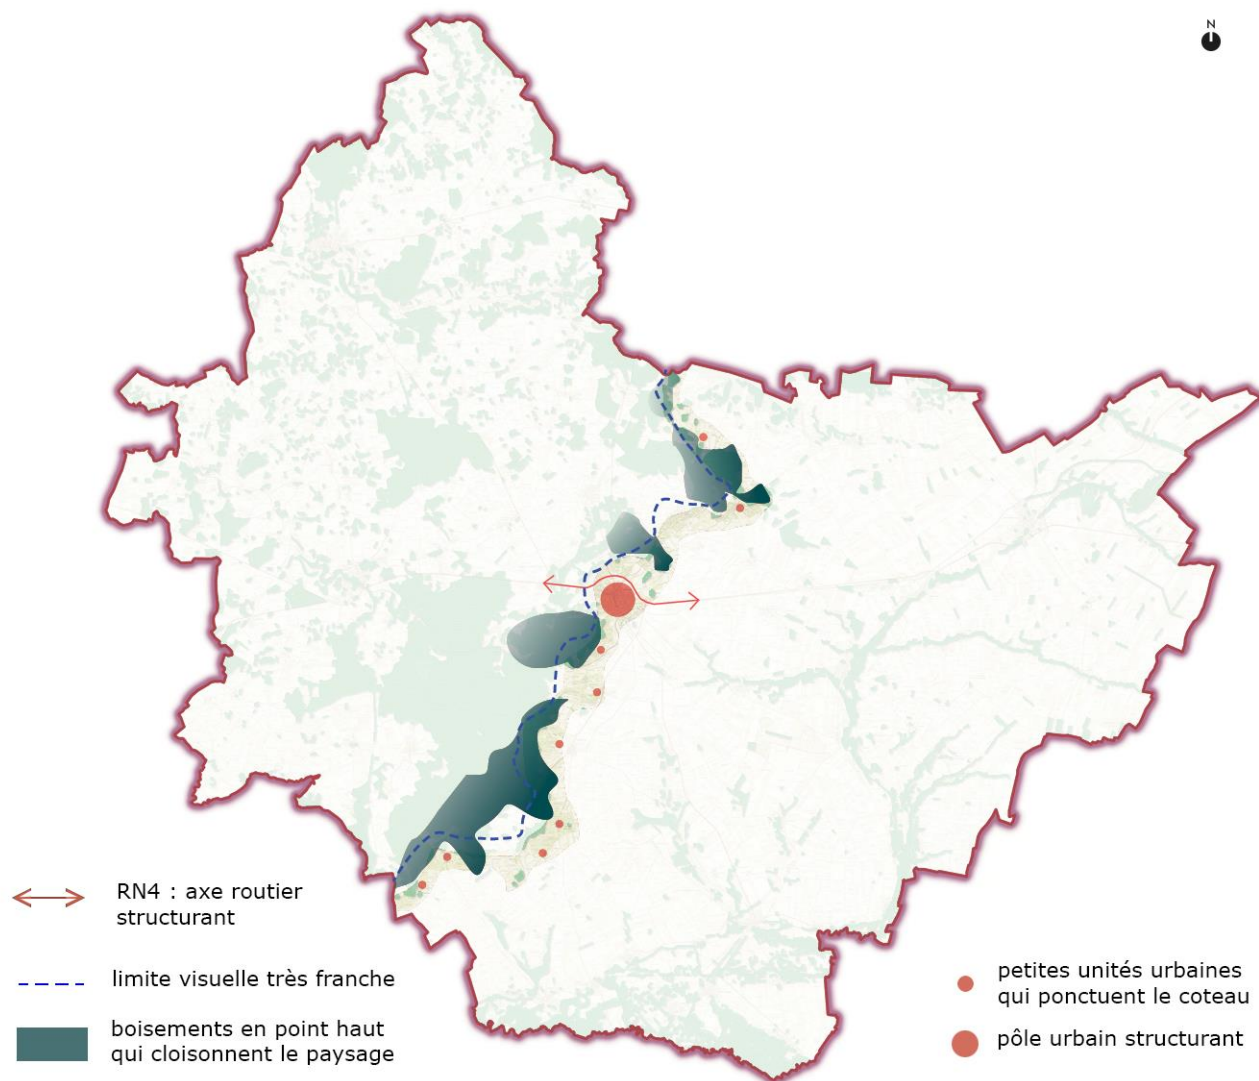 N
RN4 : axe routier
structurant
limite visuelle très franche
boisements en point haut
qui cloisonnent le paysage
petites unités urbaines
qui ponctuent le coteau
pôle urbain structurant